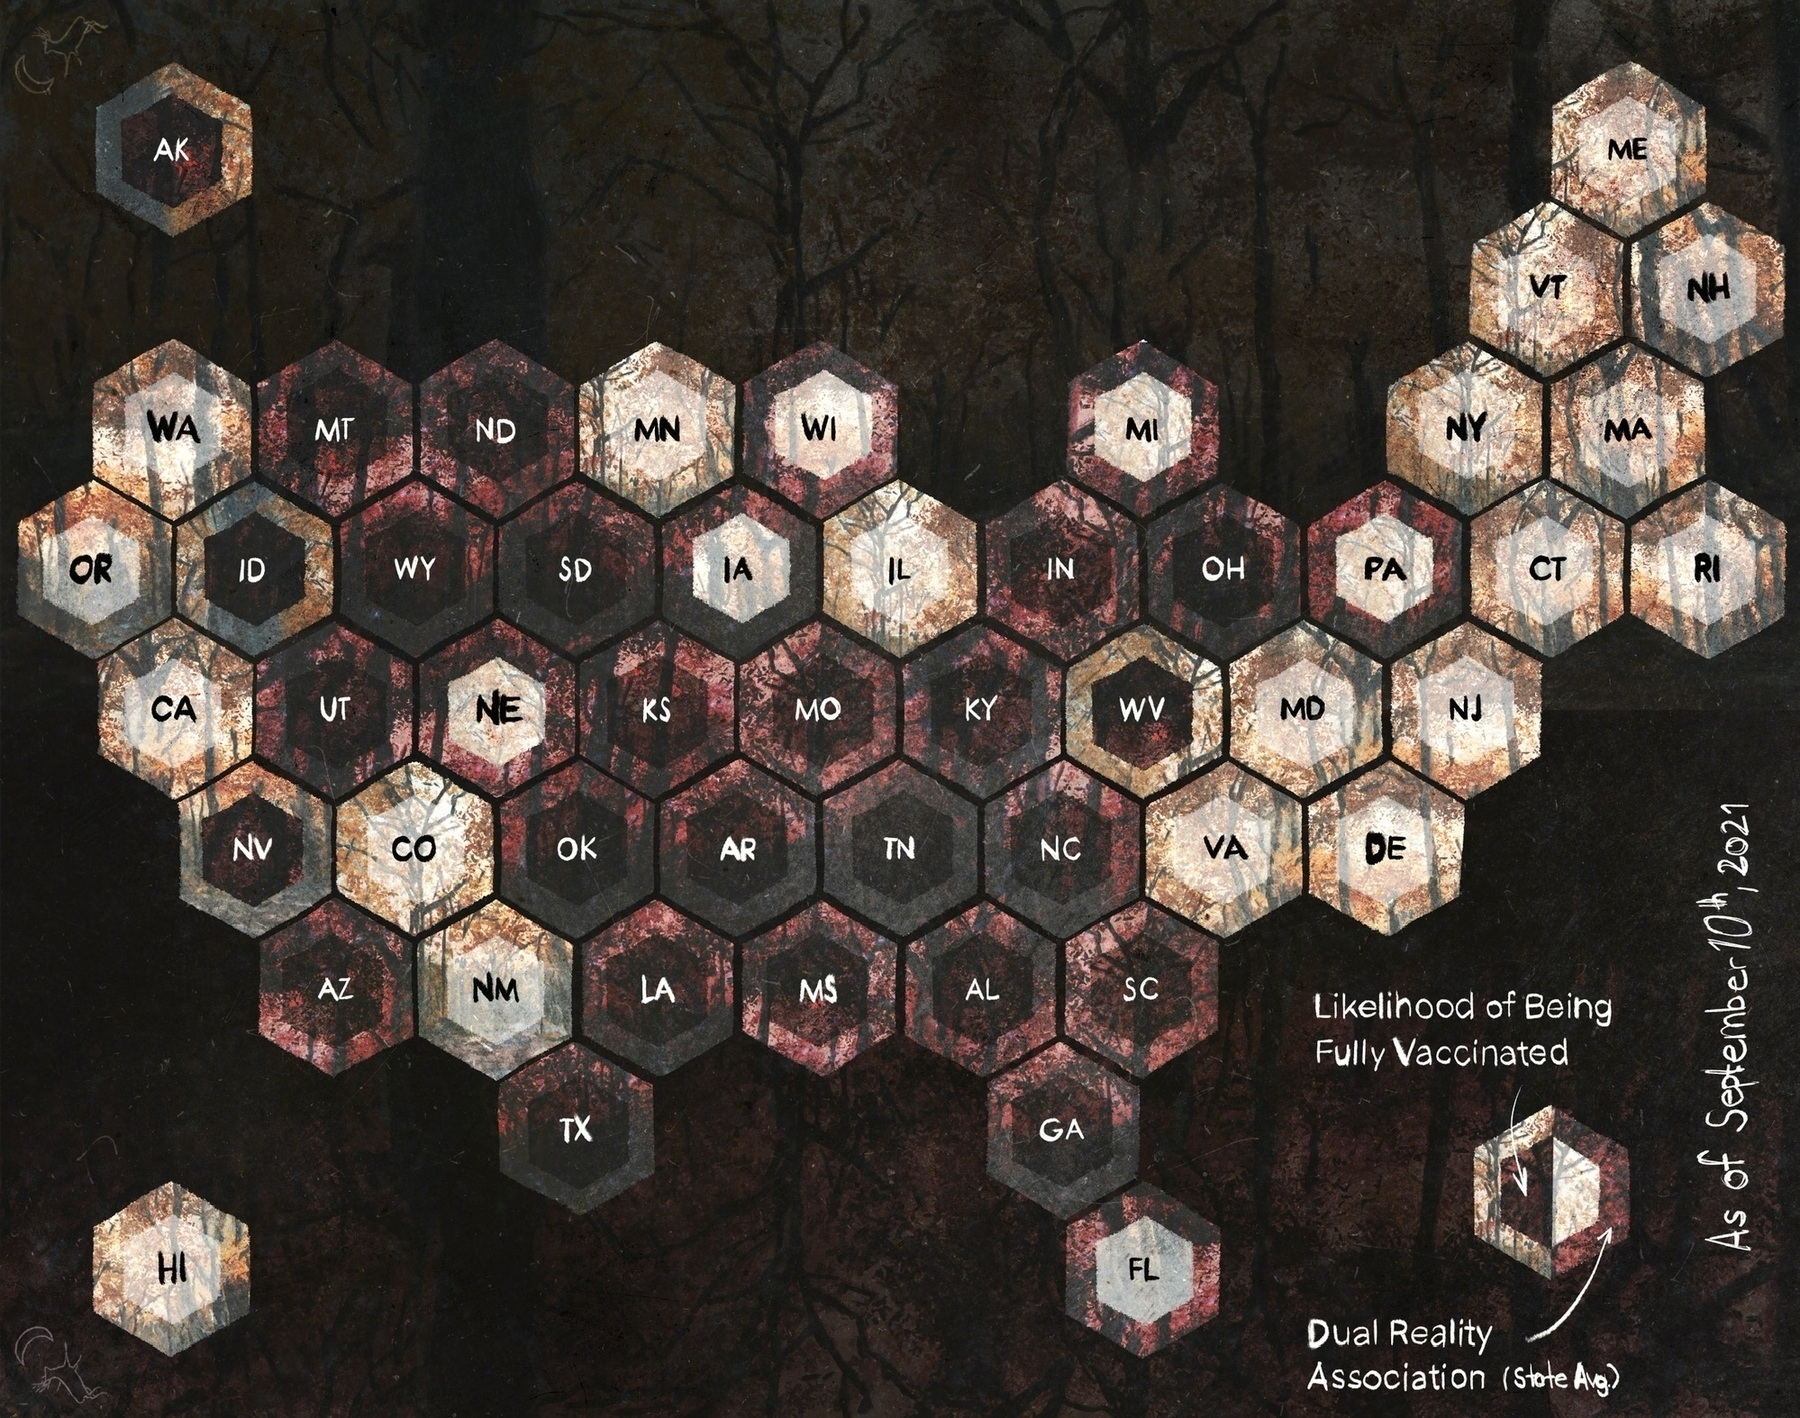 AK
ME
VT
NH
WA
MT
ND
MN
WI
MI
NY
MA
OR
ID
WY
SD
IA
IL
IN
OH
PA
CT
RI
CA
UT
NE
KS
MO
KY
WV
MD
NJ
NV
CO
OK
AR
TN
NC
VA
DE
AZ
NM
LA
MS
AL
SC
TX
GA
HI
FL
Likelihood of Being
Fully Vaccinated
Dual Reality
Association (State Avg.)
As of September 10th, 2021